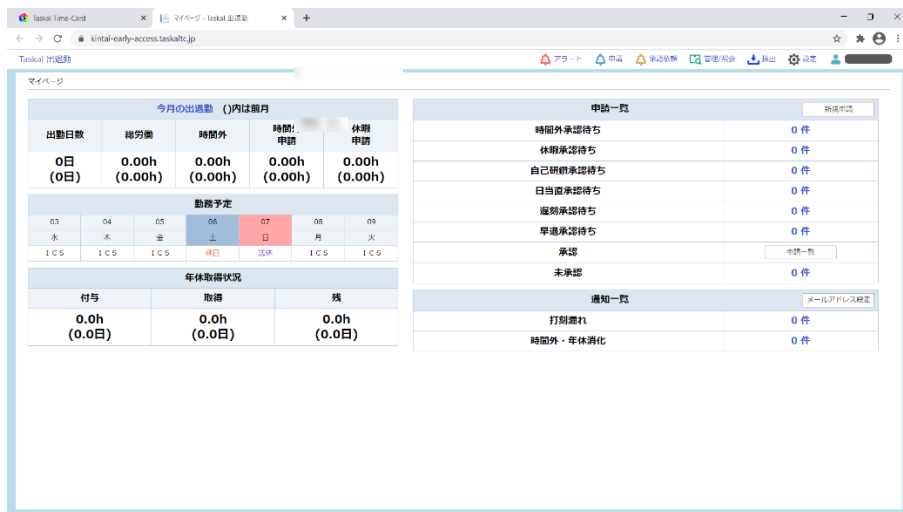 Taskal Time-Card
マイページ - Taskal 出退勤
kintai-early-access.taskaltc.jp
Taskal 出退勤
アラート 申請 承認依頼 管理/照会 抽出 設定
マイページ
今月の出退勤 ()内は前月
出勤日数 総労働 時間外 時間 申請 休暇 申請
0日 0.00h 0.00h 0.00h 0.00h
(0日) (0.00h) (0.00h) (0.00h) (0.00h)
勤務予定
03 04 05 06 07 08 09
水 木 金 土 日 月 火
ICS ICS ICS 休日 法休 ICS ICS
年休取得状況
付与 取得 残
0.0h 0.0h 0.0h
(0.0日) (0.0日) (0.0日)
申請一覧 新規申請
時間外承認待ち 0 件
休暇承認待ち 0 件
自己研鑽承認待ち 0 件
日当直承認待ち 0 件
遅刻承認待ち 0 件
早退承認待ち 0 件
承認 申請一覧
未承認 0 件
通知一覧 メールアドレス設定
打刻漏れ 0 件
時間外・年休消化 0 件